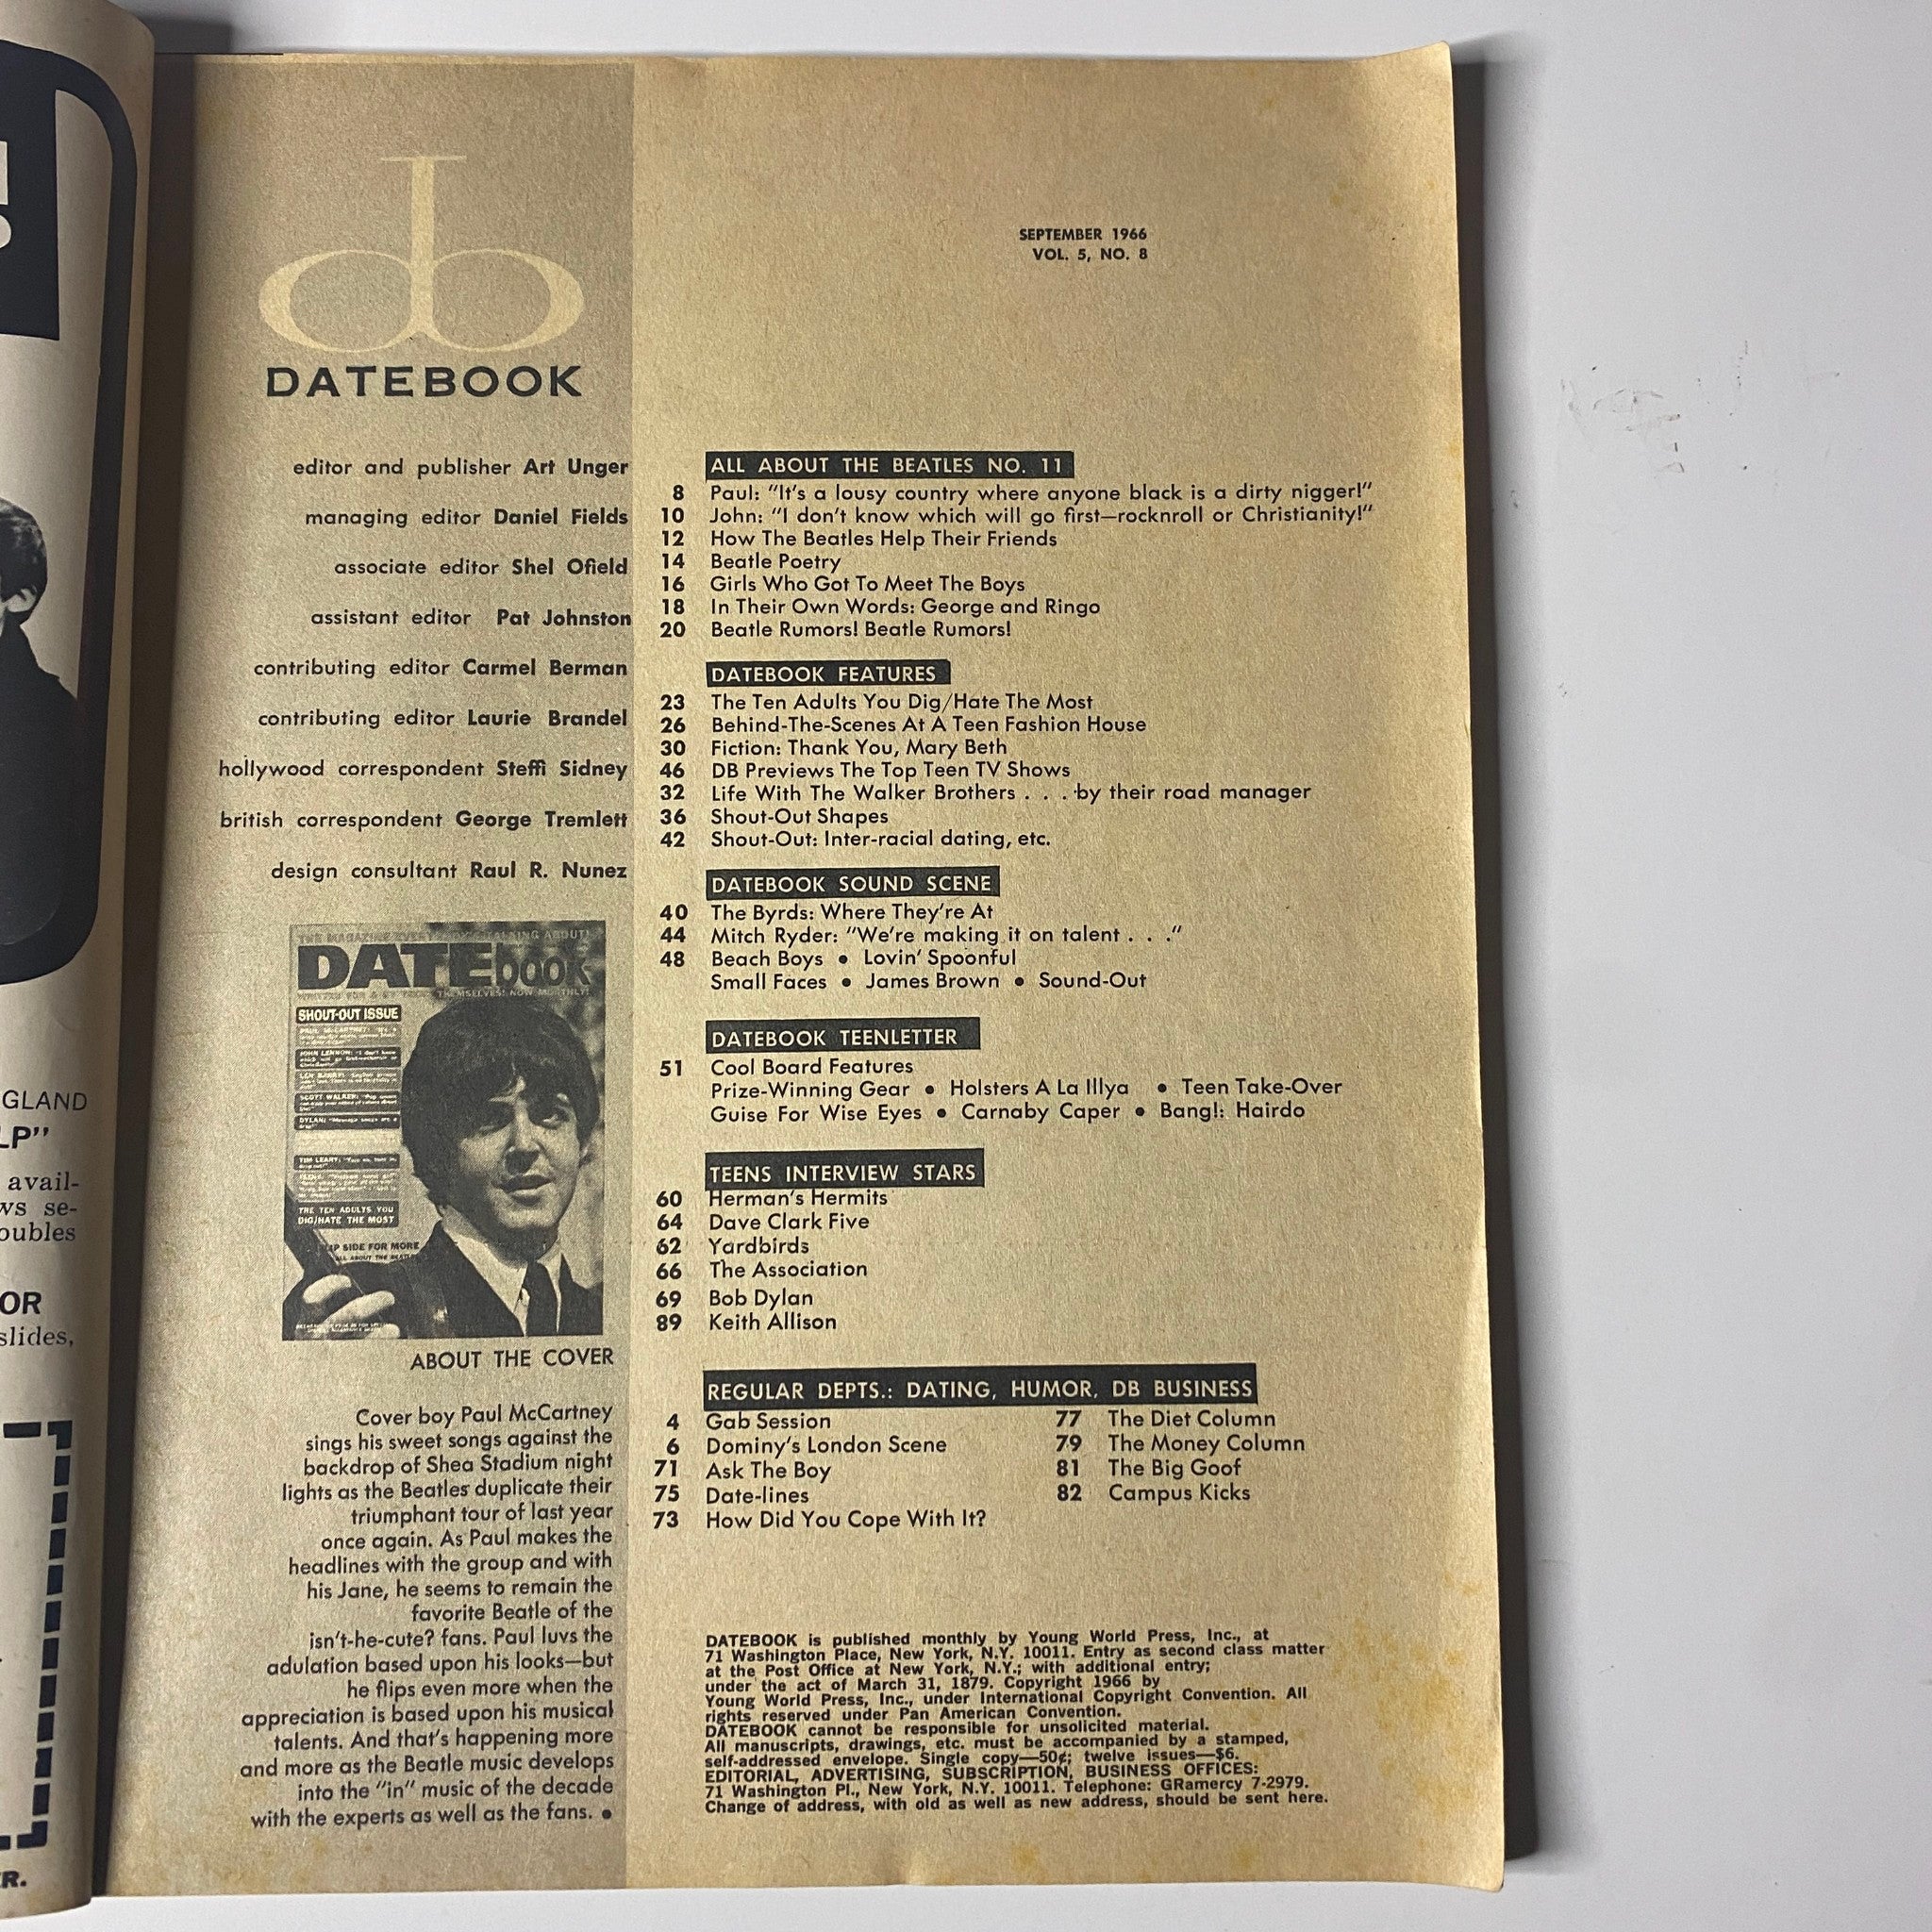 GLAND
LP"
avail-
ws se-
oubles
OR
slides,
ER.
db
DATEBOOK
editor and publisher Art Unger
managing editor Daniel Fields
associate editor Shel Ofield
assistant editor Pat Johnston
contributing editor Carmel Berman
contributing editor Laurie Brandel
hollywood correspondent Steffi Sidney
british correspondent George Tremlett
design consultant Raul R. Nunez
THE MAGAZINE TALKING ABOUT!
DATEbook
THEMSELVES! NOW MONTHLY!
SHOUT-OUT ISSUE
JOHN LENNON: "I don't know
SCOTT WALKER:
DYLAN:
TIM LEARY:
THE TEN ADULTS YOU
DIG/HATE THE MOST
SIDE FOR MORE
ALL ABOUT THE
ABOUT THE COVER
Cover boy Paul McCartney
sings his sweet songs against the
backdrop of Shea Stadium night
lights as the Beatles duplicate their
triumphant tour of last year
once again. As Paul makes the
headlines with the group and with
his Jane, he seems to remain the
favorite Beatle of the
isn't-he-cute? fans. Paul luvs the
adulation based upon his looks—but
he flips even more when the
appreciation is based upon his musical
talents. And that's happening more
and more as the Beatle music develops
into the "in" music of the decade
with the experts as well as the fans. •
SEPTEMBER 1966
VOL. 5, NO. 8
ALL ABOUT THE BEATLES NO. 11
8 Paul: "It's a lousy country where anyone black is a dirty nigger!"
10 John: "I don't know which will go first—rocknroll or Christianity!"
12 How The Beatles Help Their Friends
14 Beatle Poetry
16 Girls Who Got To Meet The Boys
18 In Their Own Words: George and Ringo
20 Beatle Rumors! Beatle Rumors!
DATEBOOK FEATURES
23 The Ten Adults You Dig/Hate The Most
26 Behind-The-Scenes At A Teen Fashion House
30 Fiction: Thank You, Mary Beth
46 DB Previews The Top Teen TV Shows
32 Life With The Walker Brothers . . . by their road manager
36 Shout-Out Shapes
42 Shout-Out: Inter-racial dating, etc.
DATEBOOK SOUND SCENE
40 The Byrds: Where They're At
44 Mitch Ryder: "We're making it on talent . . ."
48 Beach Boys • Lovin' Spoonful
Small Faces • James Brown • Sound-Out
DATEBOOK TEENLETTER
51 Cool Board Features
Prize-Winning Gear • Holsters A La Illya • Teen Take-Over
Guise For Wise Eyes • Carnaby Caper • Bang!: Hairdo
TEENS INTERVIEW STARS
60 Herman's Hermits
64 Dave Clark Five
62 Yardbirds
66 The Association
69 Bob Dylan
89 Keith Allison
REGULAR DEPTS.: DATING, HUMOR, DB BUSINESS
4 Gab Session
6 Dominy's London Scene
71 Ask The Boy
75 Date-lines
73 How Did You Cope With It?
77 The Diet Column
79 The Money Column
81 The Big Goof
82 Campus Kicks
DATEBOOK is published monthly by Young World Press, Inc., at
71 Washington Place, New York, N.Y. 10011. Entry as second class matter
at the Post Office at New York, N.Y.; with additional entry;
under the act of March 31, 1879. Copyright 1966 by
Young World Press, Inc., under International Copyright Convention. All
rights reserved under Pan American Convention.
DATEBOOK cannot be responsible for unsolicited material.
All manuscripts, drawings, etc. must be accompanied by a stamped,
self-addressed envelope. Single copy—50¢; twelve issues—$6.
EDITORIAL, ADVERTISING, SUBSCRIPTION, BUSINESS OFFICES:
71 Washington Pl., New York, N.Y. 10011. Telephone: GRamercy 7-2979.
Change of address, with old as well as new address, should be sent here.